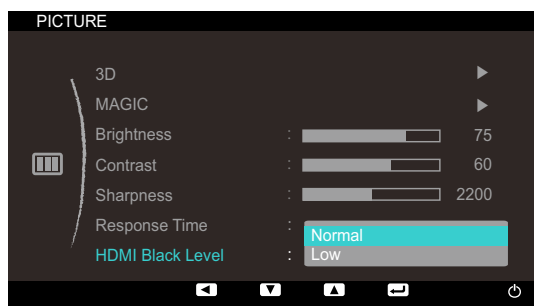 PICTURE
3D
MAGIC
Brightness : 75
Contrast : 60
Sharpness : 2200
Response Time :
Normal
HDMI Black Level : Low